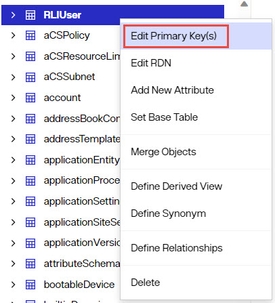 RLIUser
aCSPolicy
aCSResourceLim
aCSSubnet
account
addressBookCon
addressTemplate
applicationEntity
applicationProce
applicationSettin
applicationSiteSe
applicationVersio
attributeSchema
bootableDevice
Edit Primary Key(s)
Edit RDN
Add New Attribute
Set Base Table
Merge Objects
Define Derived View
Define Synonym
Define Relationships
Delete